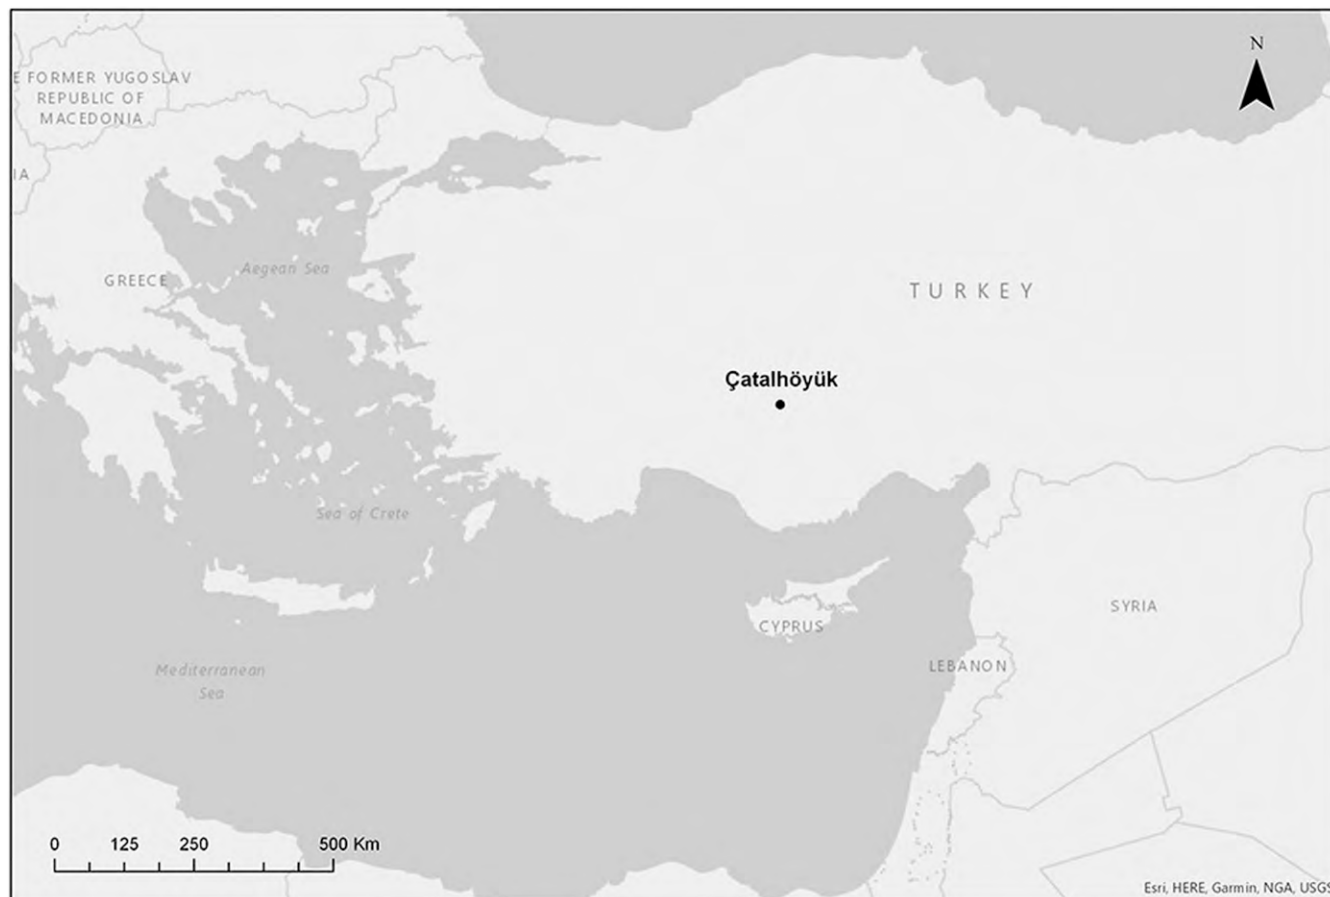 N
E FORMER YUGOSLAV
REPUBLIC OF
MACEDONIA
IA
Aegean Sea
GREECE
TURKEY
Çatalhöyük
Sea of Crete
SYRIA
CYPRUS
LEBANON
Mediterranean
Sea
0 125 250 500 Km
Esri, HERE, Garmin, NGA, USGS